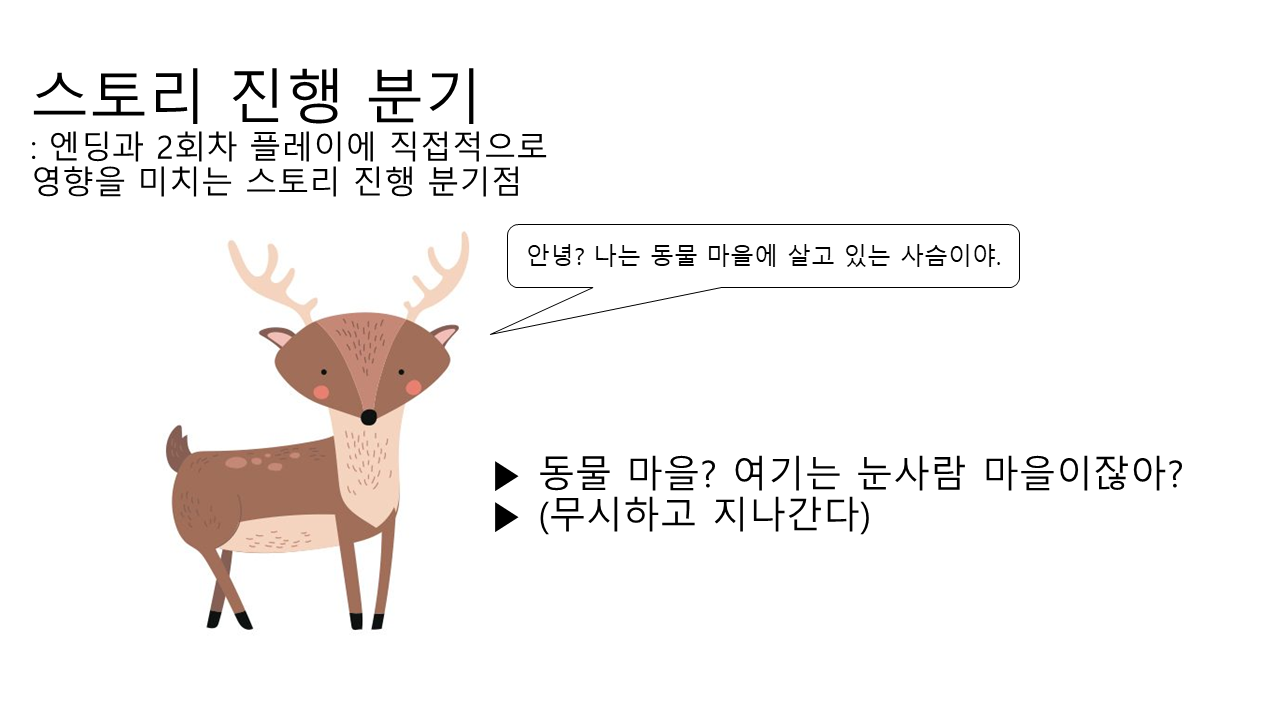 스토리 진행 분기
: 엔딩과 2회차 플레이에 직접적으로
영향을 미치는 스토리 진행 분기점
안녕? 나는 동물 마을에 살고 있는 사슴이야.
▶ 동물 마을? 여기는 눈사람 마을이잖아?
▶ (무시하고 지나간다)